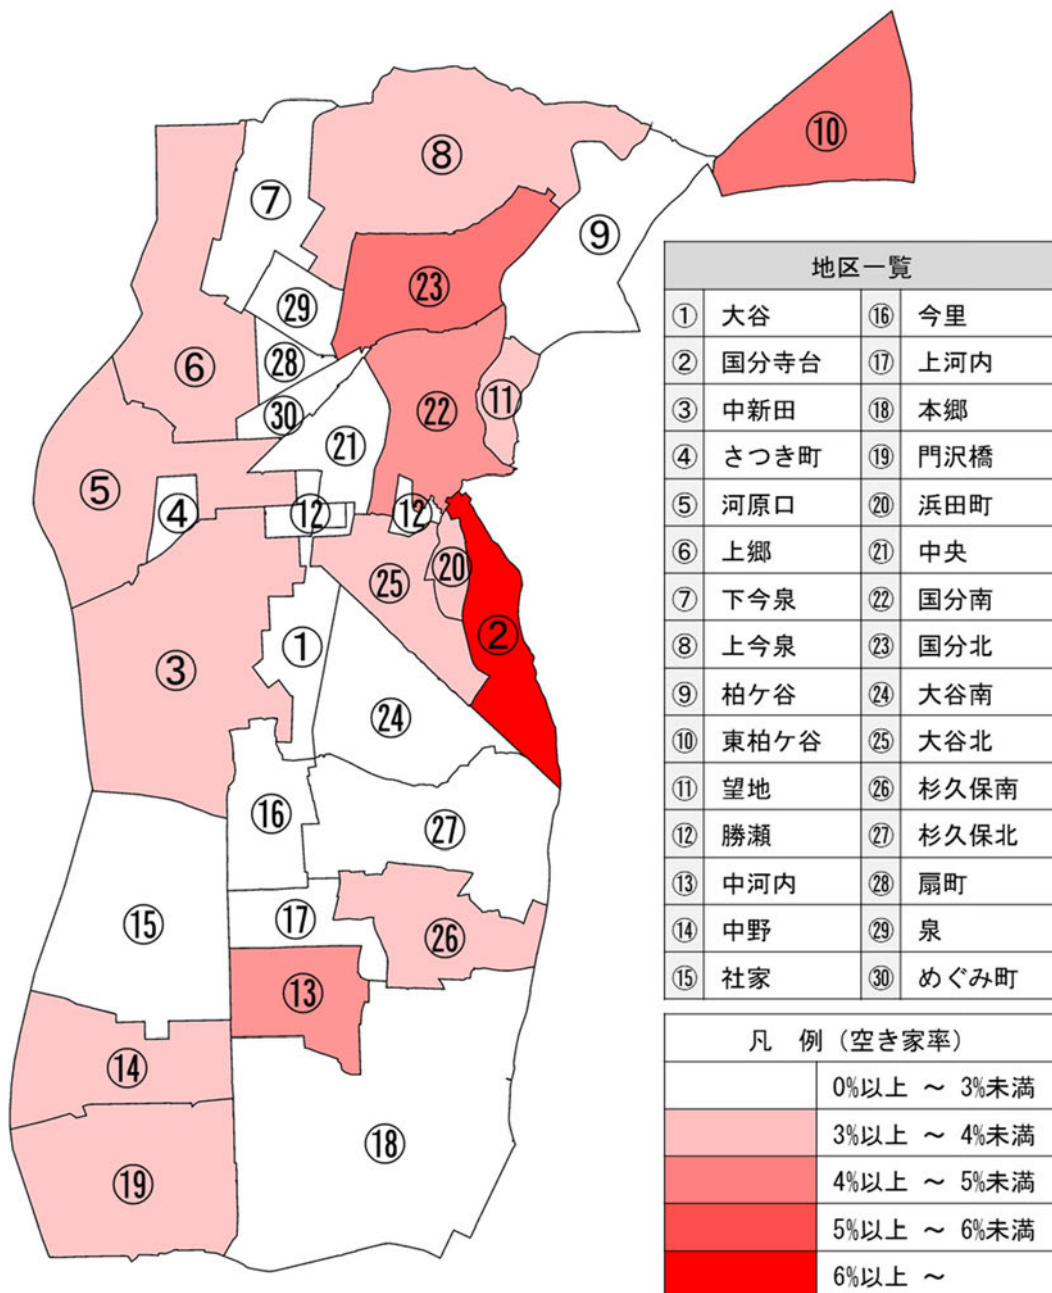 ⑩
⑧
⑦
⑨
㉓
㉙
㉘
⑥
⑪
㉒
㉚
㉑
⑤
④
⑫
⑫
⑳
㉕
②
①
③
㉔
⑯
㉗
⑮
⑰
㉖
⑬
⑭
⑱
⑲
地区一覧
① 大谷 ⑯ 今里
② 国分寺台 ⑰ 上河内
③ 中新田 ⑱ 本郷
④ さつき町 ⑲ 門沢橋
⑤ 河原口 ⑳ 浜田町
⑥ 上郷 ㉑ 中央
⑦ 下今泉 ㉒ 国分南
⑧ 上今泉 ㉓ 国分北
⑨ 柏ケ谷 ㉔ 大谷南
⑩ 東柏ケ谷 ㉕ 大谷北
⑪ 望地 ㉖ 杉久保南
⑫ 勝瀬 ㉗ 杉久保北
⑬ 中河内 ㉘ 扇町
⑭ 中野 ㉙ 泉
⑮ 社家 ㉚ めぐみ町
凡 例（空き家率）
0%以上 ～ 3%未満
3%以上 ～ 4%未満
4%以上 ～ 5%未満
5%以上 ～ 6%未満
6%以上 ～